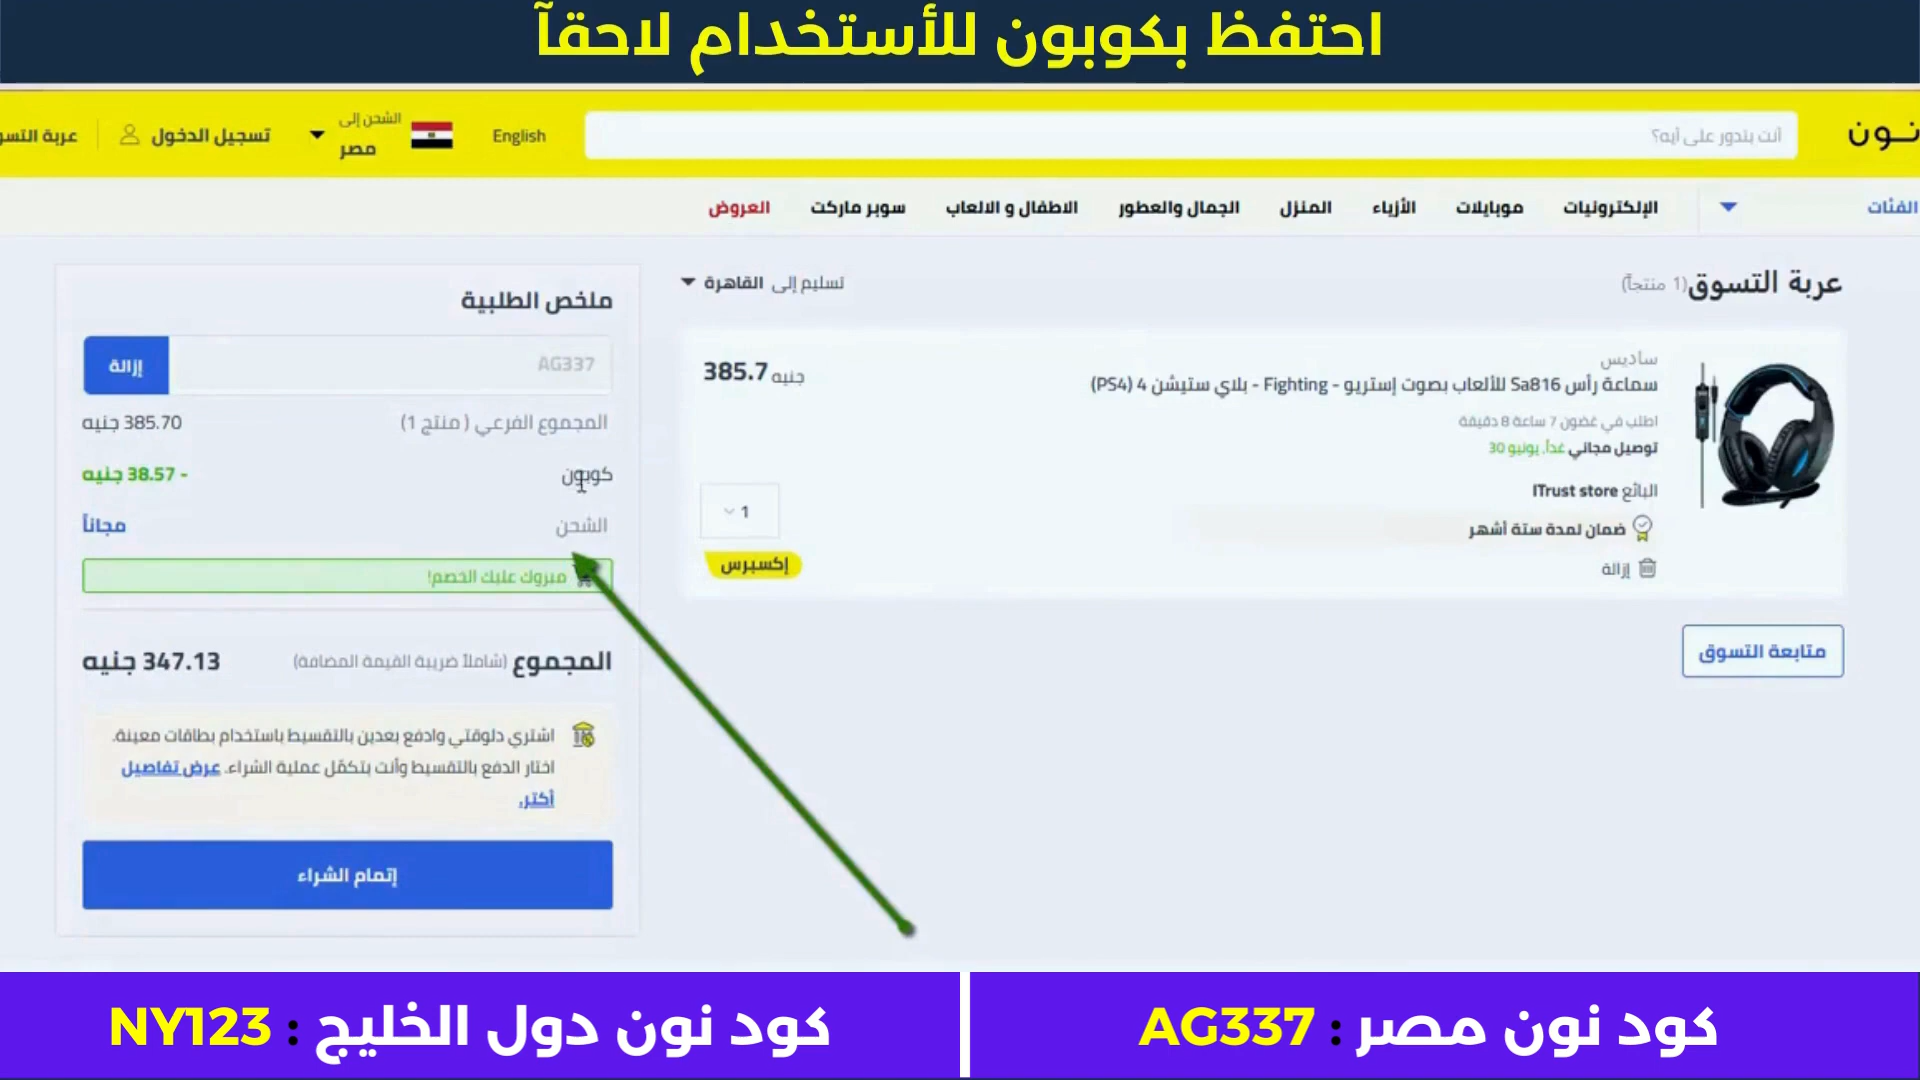 احتفظ بكوبون للأستخدام لاحقآ
نـون
أنت بتدور على أيه؟
English
الشحن إلى
مصر
تسجيل الدخول
عربة التسو
الفئات
الإلكترونيات
موبايلات
الأزياء
المنزل
الجمال والعطور
الاطفال و الالعاب
سوبر ماركت
العروض
عربة التسوق (1 منتجاً)
تسليم إلى القاهرة
ساديس
سماعة رأس Sa816 للألعاب بصوت إستريو - Fighting - بلاي ستيشن 4 (PS4)
385.7 جنيه
اطلب في غضون 7 ساعة 8 دقيقة
توصيل مجاني غداً, يونيو 30
البائع ITrust store
1
ضمان لمدة ستة أشهر
إكسبرس
إزالة
متابعة التسوق
ملخص الطلبية
AG337
إزالة
المجموع الفرعي ( منتج 1)
385.70 جنيه
كوبون
- 38.57 جنيه
الشحن
مجاناً
مبروك عليك الخصم!
المجموع (شاملاً ضريبة القيمة المضافة)
347.13 جنيه
اشتري دلوقتي وادفع بعدين بالتقسيط باستخدام بطاقات معينة.
اختار الدفع بالتقسيط وأنت بتكمّل عملية الشراء. عرض تفاصيل
أكتر.
إتمام الشراء
كود نون مصر : AG337
كود نون دول الخليج : NY123